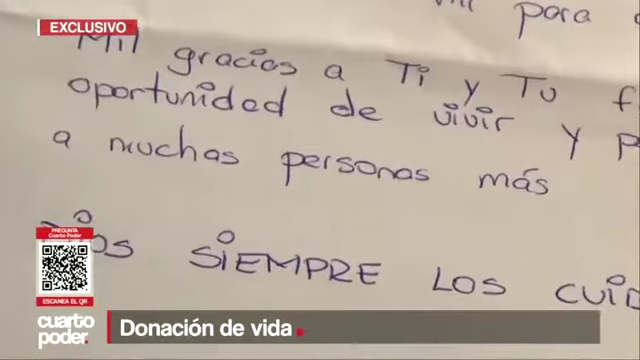 EXCLUSIVO
para
Mil gracias a Ti y Tu
oportunidad de vivir y
a muchas personas más
SIEMPRE LOS
PREGUNTA
Cuarto Poder
ESCANEA EL QR
cuarto
poder.
Donación de vida